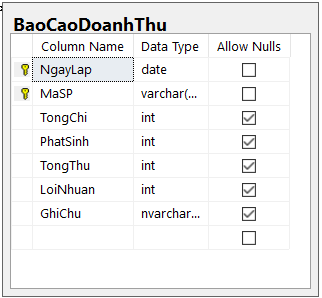 BaoCaoDoanhThu
Column Name Data Type Allow Nulls
NgayLap date
MaSP varchar(...
TongChi int
PhatSinh int
TongThu int
LoiNhuan int
GhiChu nvarchar...